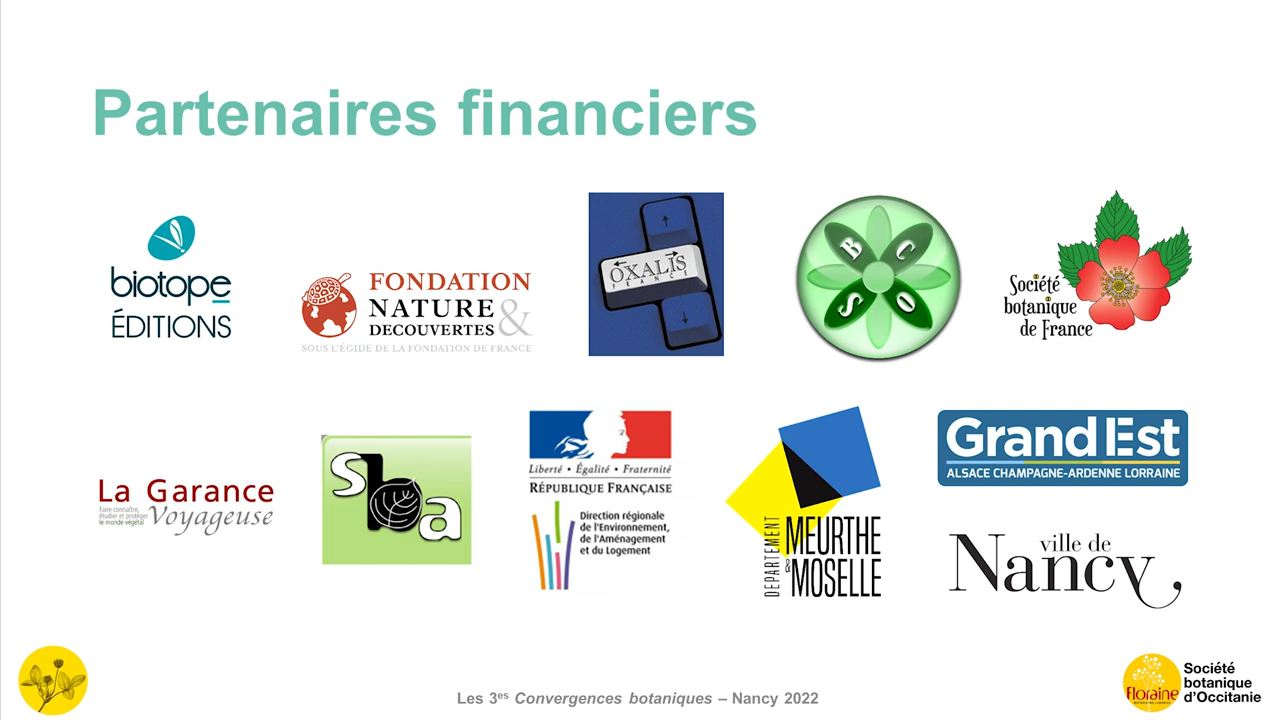 Partenaires financiers
biotope
ÉDITIONS
FONDATION
NATURE &
DECOUVERTES
SOUS L'ÉGIDE DE LA FONDATION DE FRANCE
OXALIS
FRANCE
B C
S O
Société
botanique
de France
La Garance
Faire connaître,
étudier et protéger
le monde végétal
Voyageuse
sba
Liberté • Égalité • Fraternité
RÉPUBLIQUE FRANÇAISE
Direction régionale
de l'Environnement,
de l'Aménagement
et du Logement
DEPARTEMENT
MEURTHE
& MOSELLE
Grand Est
ALSACE CHAMPAGNE-ARDENNE LORRAINE
ville de
Nancy
Les 3es Convergences botaniques – Nancy 2022
Floraine
Société
botanique
d'Occitanie